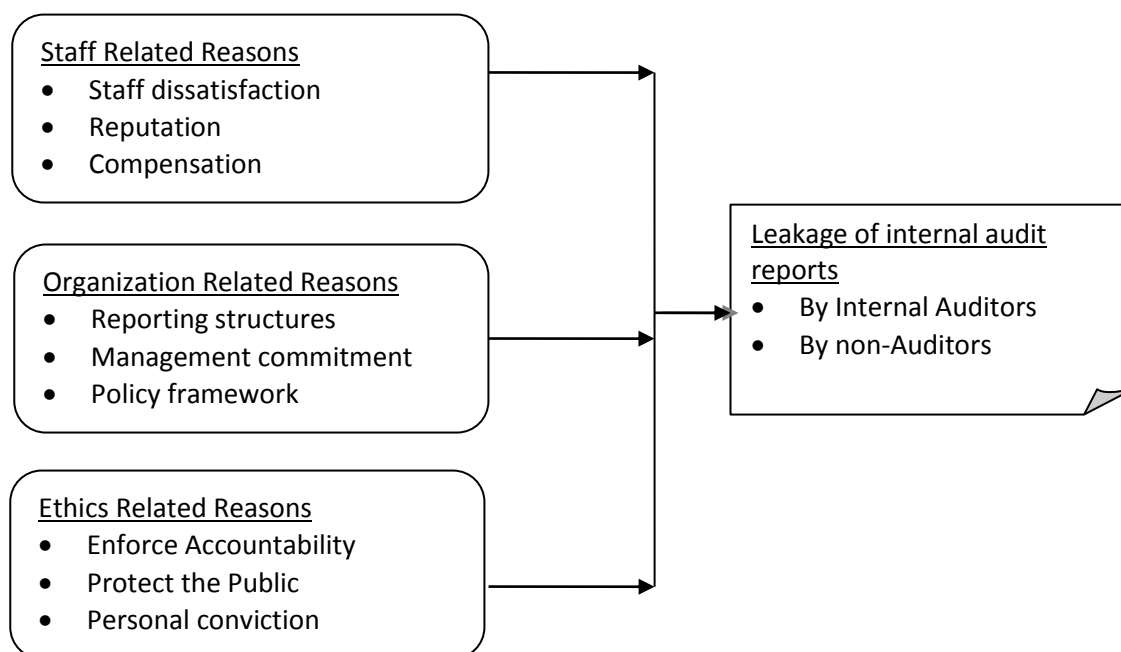 Staff Related Reasons
• Staff dissatisfaction
• Reputation
• Compensation
Organization Related Reasons
• Reporting structures
• Management commitment
• Policy framework
Ethics Related Reasons
• Enforce Accountability
• Protect the Public
• Personal conviction
Leakage of internal audit
reports
• By Internal Auditors
• By non-Auditors